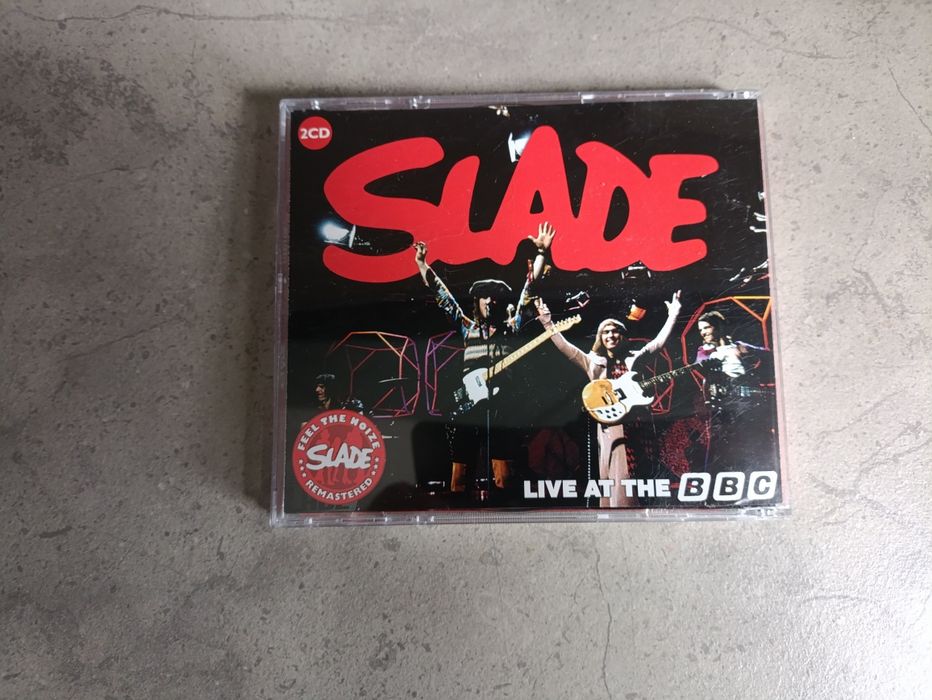 2CD
SLADE
FEEL THE NOIZE
SLADE
REMASTERED
LIVE AT THE BBC